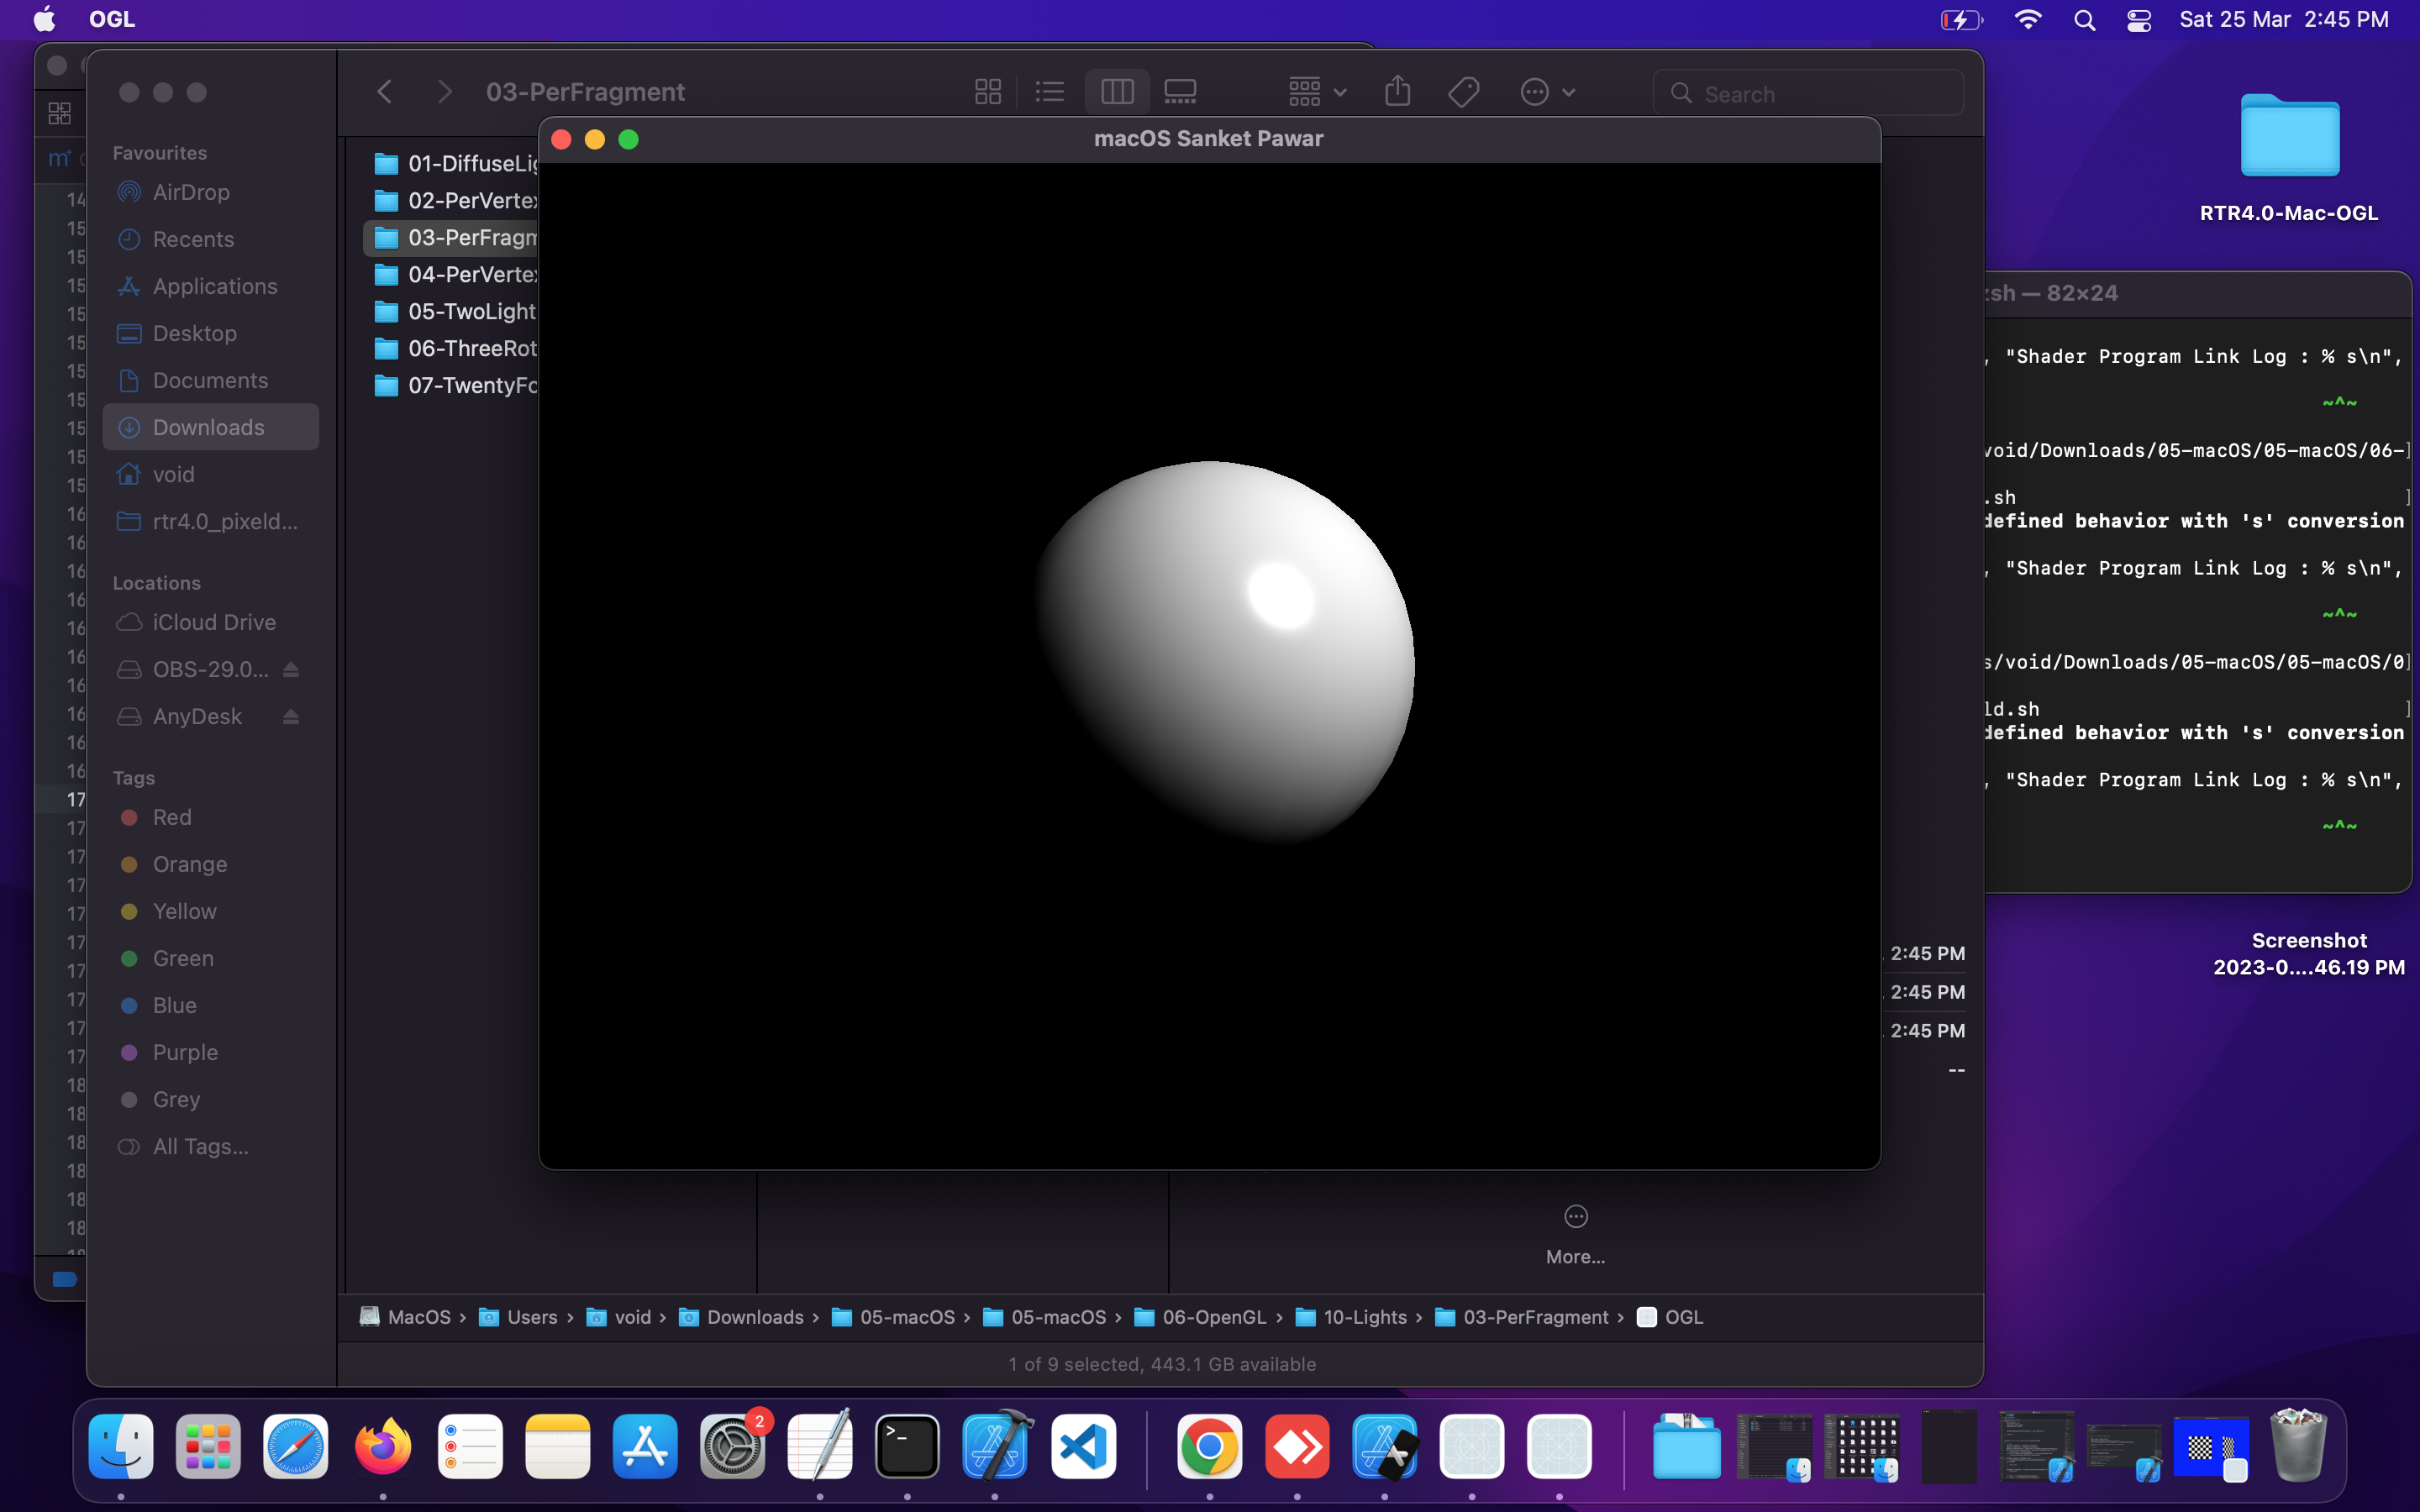 OGL
Sat 25 Mar 2:45 PM
03-PerFragment
Search
macOS Sanket Pawar
Favourites
AirDrop
Recents
Applications
Desktop
Documents
Downloads
void
rtr4.0_pixeld...
Locations
iCloud Drive
OBS-29.0...
AnyDesk
Tags
Red
Orange
Yellow
Green
Blue
Purple
Grey
All Tags...
01-DiffuseLig
02-PerVertex
03-PerFragm
04-PerVertex
05-TwoLight
06-ThreeRot
07-TwentyFo
RTR4.0-Mac-OGL
zsh — 82×24
, "Shader Program Link Log : % s\n",
~^~
void/Downloads/05-macOS/05-macOS/06-]
.sh ]
defined behavior with 's' conversion
, "Shader Program Link Log : % s\n",
~^~
s/void/Downloads/05-macOS/05-macOS/0]
ld.sh ]
defined behavior with 's' conversion
, "Shader Program Link Log : % s\n",
~^~
Screenshot
2023-0....46.19 PM
2:45 PM
2:45 PM
2:45 PM
--
More...
MacOS › Users › void › Downloads › 05-macOS › 05-macOS › 06-OpenGL › 10-Lights › 03-PerFragment › OGL
1 of 9 selected, 443.1 GB available
2